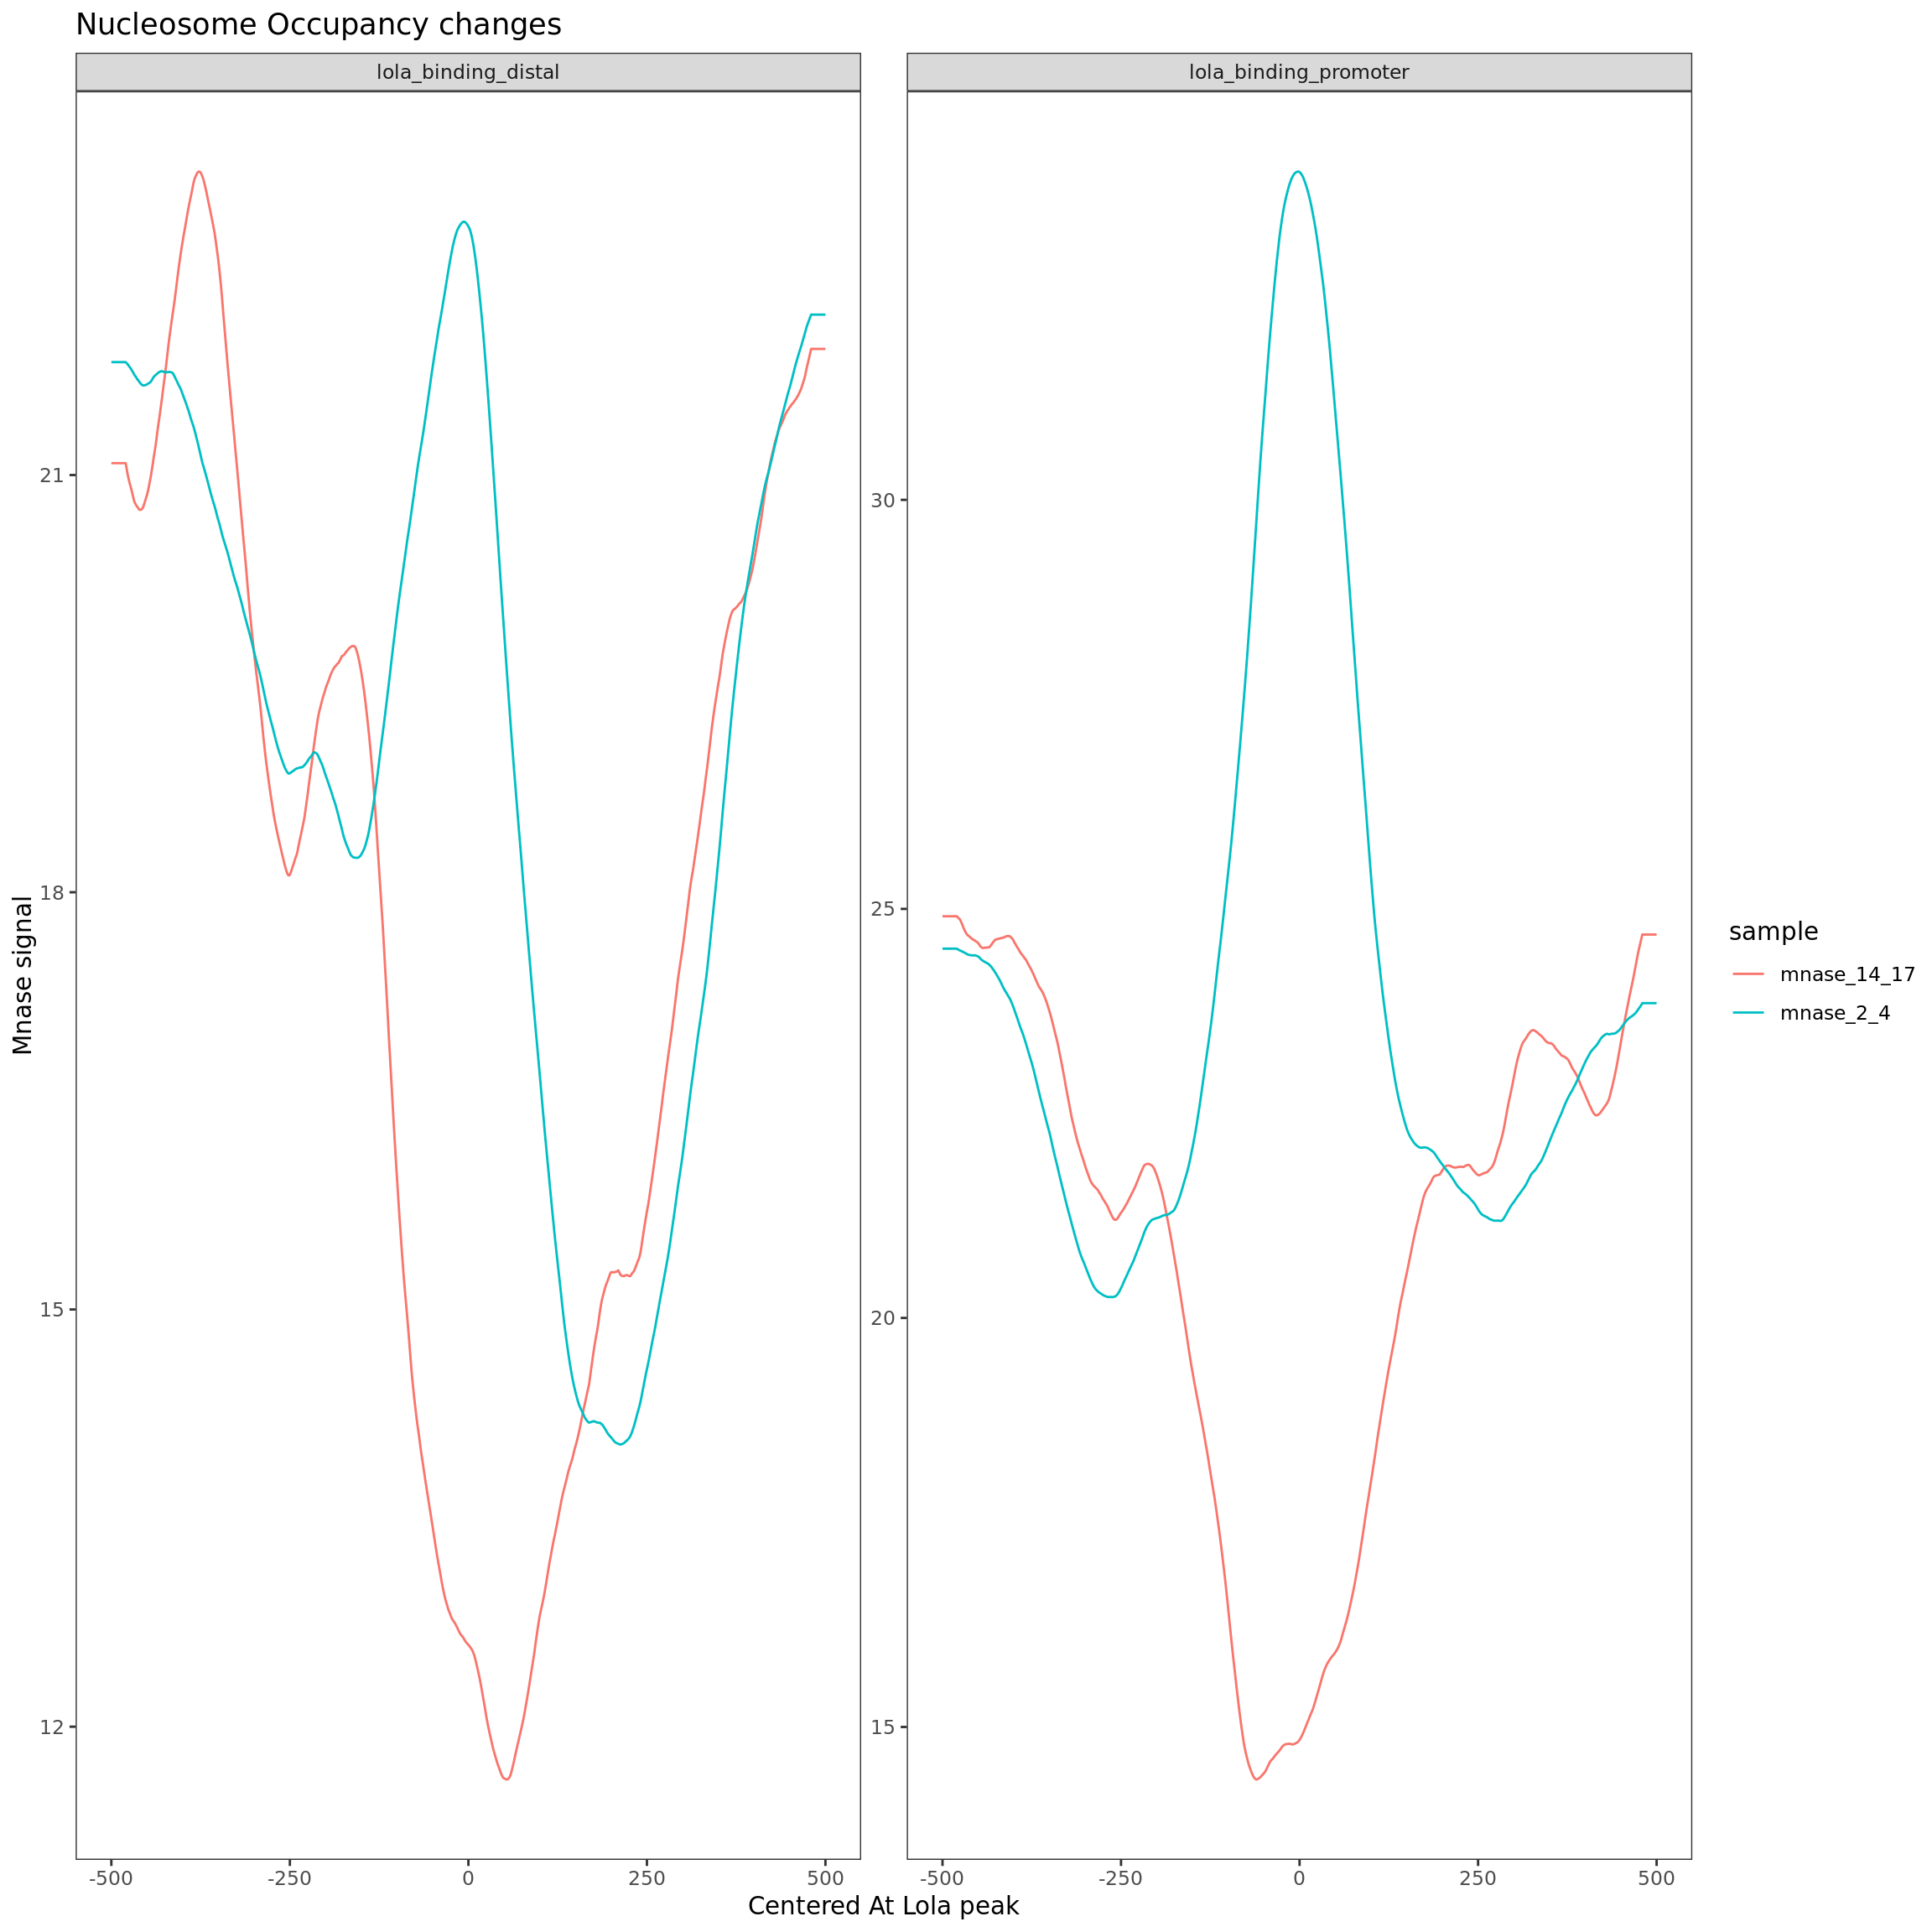 Nucleosome Occupancy changes
lola_binding_distal
lola_binding_promoter
Mnase signal
21
18
15
12
30
25
20
15
-500 -250 0 250 500
-500 -250 0 250 500
Centered At Lola peak
sample
mnase_14_17
mnase_2_4